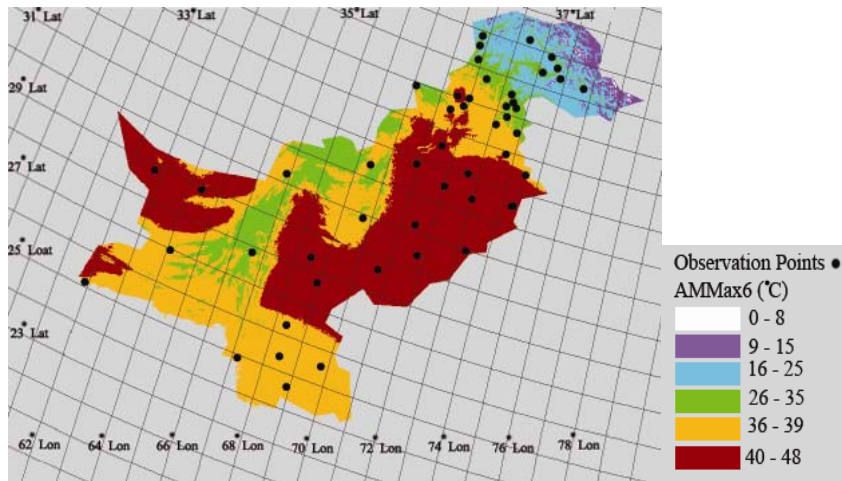 31° Lat
33° Lat
35° Lat
37° Lat
29° Lat
27° Lat
25° Loat
23° Lat
62° Lon
64° Lon
66° Lon
68° Lon
70° Lon
72° Lon
74° Lon
76° Lon
78° Lon
Observation Points ●
AMMax6 (°C)
0 - 8
9 - 15
16 - 25
26 - 35
36 - 39
40 - 48